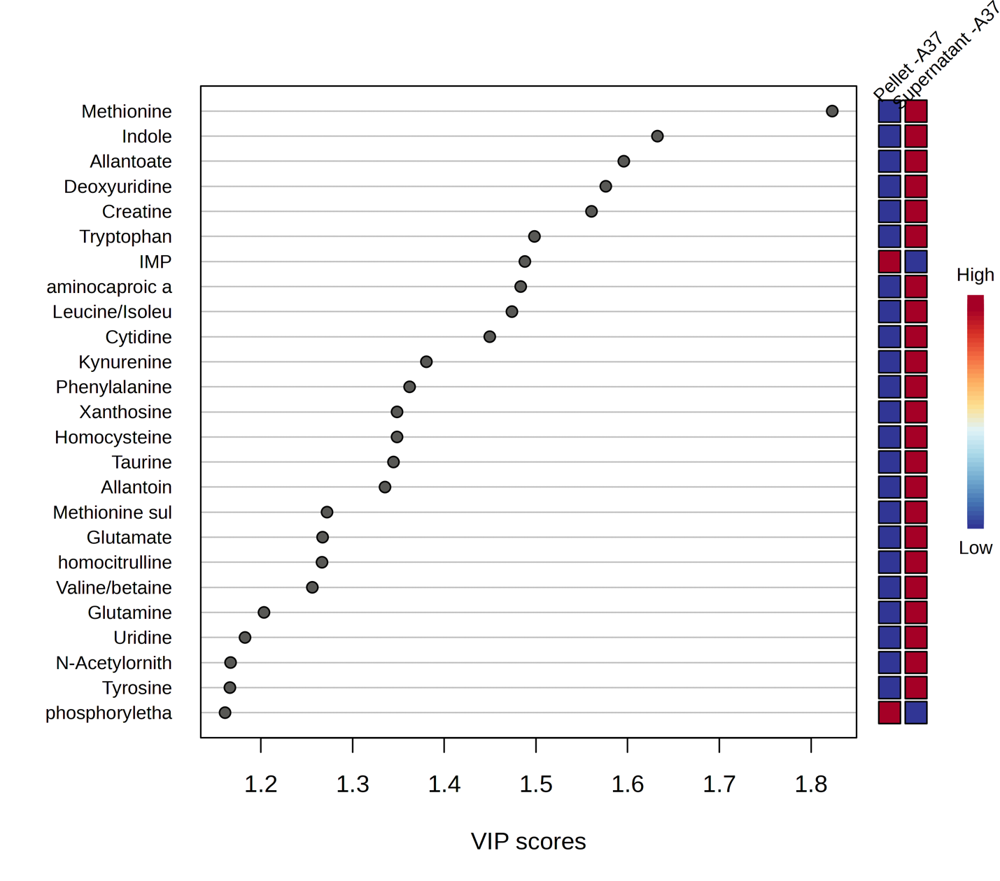 Pellet -A37
Supernatant -A37
Methionine
Indole
Allantoate
Deoxyuridine
Creatine
Tryptophan
IMP
aminocaproic a
Leucine/Isoleu
Cytidine
Kynurenine
Phenylalanine
Xanthosine
Homocysteine
Taurine
Allantoin
Methionine sul
Glutamate
homocitrulline
Valine/betaine
Glutamine
Uridine
N-Acetylornith
Tyrosine
phosphoryletha
High
Low
1.2 1.3 1.4 1.5 1.6 1.7 1.8
VIP scores